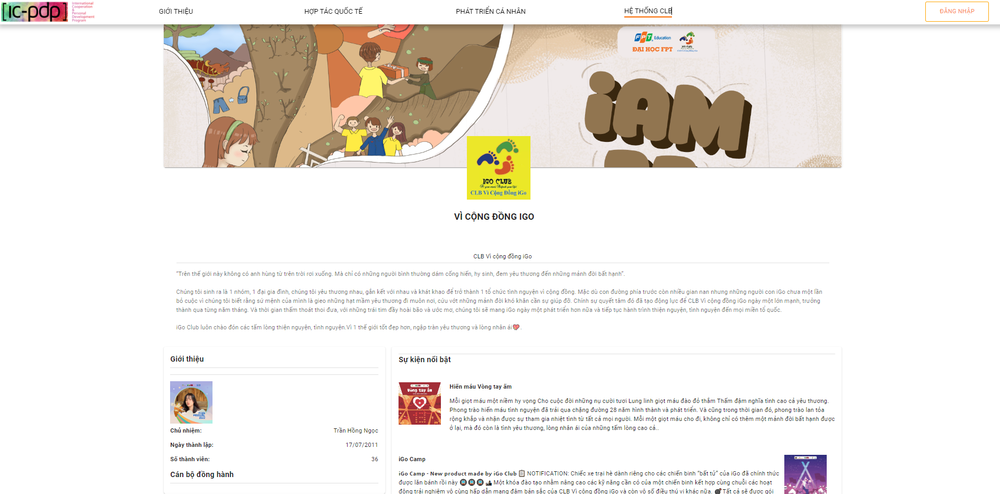 [ic-pdp]
International
Cooperation
&
Personal
Development
Program
GIỚI THIỆU
HỢP TÁC QUỐC TẾ
PHÁT TRIỂN CÁ NHÂN
HỆ THỐNG CLB
ĐĂNG NHẬP
FPT Education
ĐẠI HỌC FPT
IGO CLUB
CLB Vì Cộng Đồng iGo
iAM
IGO CLUB
CLB Vì Cộng Đồng iGo
VÌ CỘNG ĐỒNG IGO
CLB Vì cộng đồng iGo
“Trên thế giới này không có anh hùng từ trên trời rơi xuống. Mà chỉ có những người bình thường dám cống hiến, hy sinh, đem yêu thương đến những mảnh đời bất hạnh”.
Chúng tôi sinh ra là 1 nhóm, 1 đại gia đình, chúng tôi yêu thương nhau, gắn kết với nhau và khát khao để trở thành 1 tổ chức tình nguyện vì cộng đồng. Mặc dù con đường phía trước còn nhiều gian nan nhưng những người con iGo chưa một lần
bỏ cuộc vì chúng tôi biết rằng sứ mệnh của mình là gieo những hạt mầm yêu thương đi muôn nơi, cứu vớt những mảnh đời khó khăn cần sự giúp đỡ. Chính sự quyết tâm đó đã tạo động lực để CLB Vì cộng đồng iGo ngày một lớn mạnh, trưởng
thành qua từng năm tháng. Và thời gian thấm thoát thoi đưa, với những trái tim đầy hoài bão và ước mơ, chúng tôi sẽ mang iGo ngày một phát triển hơn nữa và tiếp tục hành trình thiện nguyện, tình nguyện đến mọi miền tổ quốc.
iGo Club luôn chào đón các tấm lòng thiện nguyện, tình nguyện.Vì 1 thế giới tốt đẹp hơn, ngập tràn yêu thương và lòng nhân ái💖.
Giới thiệu
FCDS
FESTIVAL
2022
Chủ nhiệm: Trần Hồng Ngọc
Ngày thành lập: 17/07/2011
Số thành viên: 36
Cán bộ đồng hành
Sự kiện nổi bật
Vòng tay ấm
Hiến máu Vòng tay ấm
Mỗi giọt máu một niềm hy vọng Cho cuộc đời những nụ cười tươi Lung linh giọt máu đào đỏ thắm Thấm đậm nghĩa tình cao cả yêu thương.
Phong trào hiến máu tình nguyện đã trải qua chặng đường 28 năm hình thành và phát triển. Và cũng trong thời gian đó, phong trào lan tỏa
rộng khắp và nhận được sự tham gia nhiệt tình từ tất cả mọi người. Mỗi một giọt máu cho đi, không chỉ có thêm một mảnh đời bất hạnh được
ở lại, mà đó còn là tình yêu thương, lòng nhân ái của những tấm lòng cao cả..
iGo Camp
iGo Camp - New product made by iGo Club 📋 NOTIFICATION: Chiếc xe trại hè dành riêng cho các chiến binh “bất tử” của iGo đã chính thức
được lăn bánh rồi này 🚍🚍🚍 🏕 Một khóa đào tạo nhằm nâng cao các kỹ năng cần có của một chiến binh kết hợp cùng chuỗi các hoạt
động trải nghiệm vô cùng hấp dẫn mang đậm bản sắc của CLB Vì cộng đồng iGo và còn vô số điều thú vị khác nữa. 💣Tất cả sẽ được gói